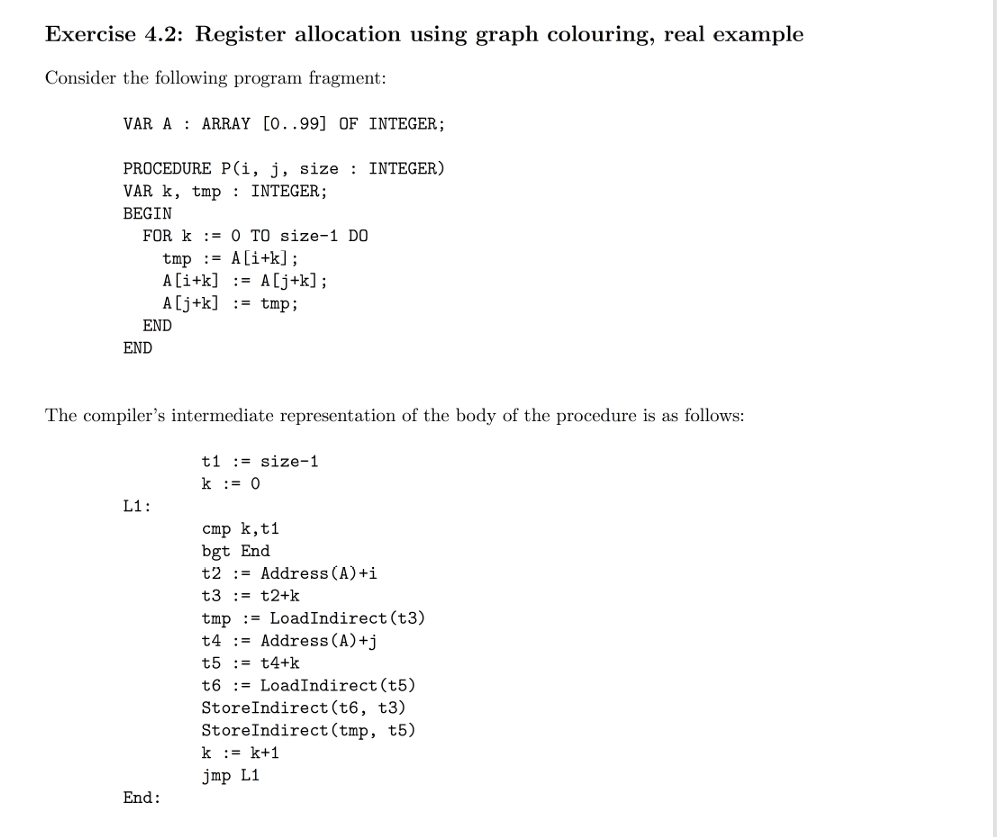 Exercise 4.2: Register allocation using graph colouring, real example
Consider the following program fragment:
VAR A : ARRAY [0..99] OF INTEGER;
PROCEDURE P(i, j, size : INTEGER)
VAR k, tmp : INTEGER;
BEGIN
FOR k := 0 TO size-1 DO
tmp := A[i+k];
A[i+k] := A[j+k];
A[j+k] := tmp;
END
END
The compiler's intermediate representation of the body of the procedure is as follows:
t1 := size-1
k := 0
L1:
cmp k,t1
bgt End
t2 := Address(A)+i
t3 := t2+k
tmp := LoadIndirect(t3)
t4 := Address(A)+j
t5 := t4+k
t6 := LoadIndirect(t5)
StoreIndirect(t6, t3)
StoreIndirect(tmp, t5)
k := k+1
jmp L1
End: